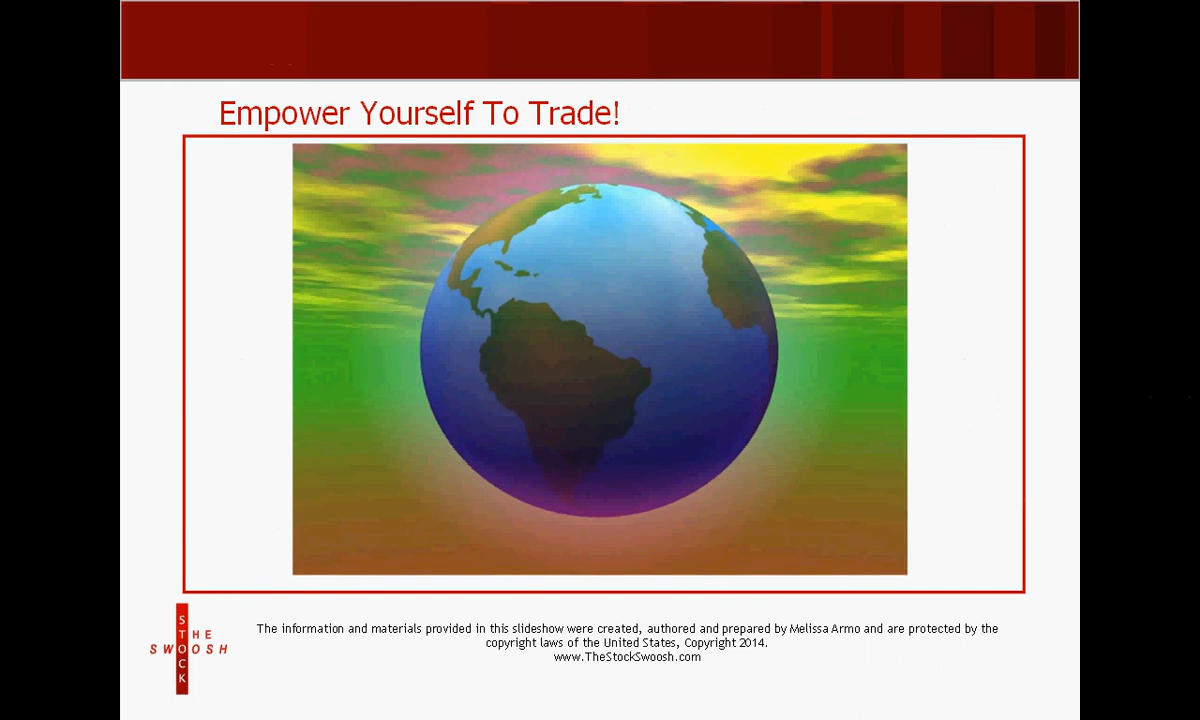 Empower Yourself To Trade!
THE
STOCK
SWOOSH
The information and materials provided in this slideshow were created, authored and prepared by Melissa Armo and are protected by the
copyright laws of the United States, Copyright 2014.
www.TheStockSwoosh.com